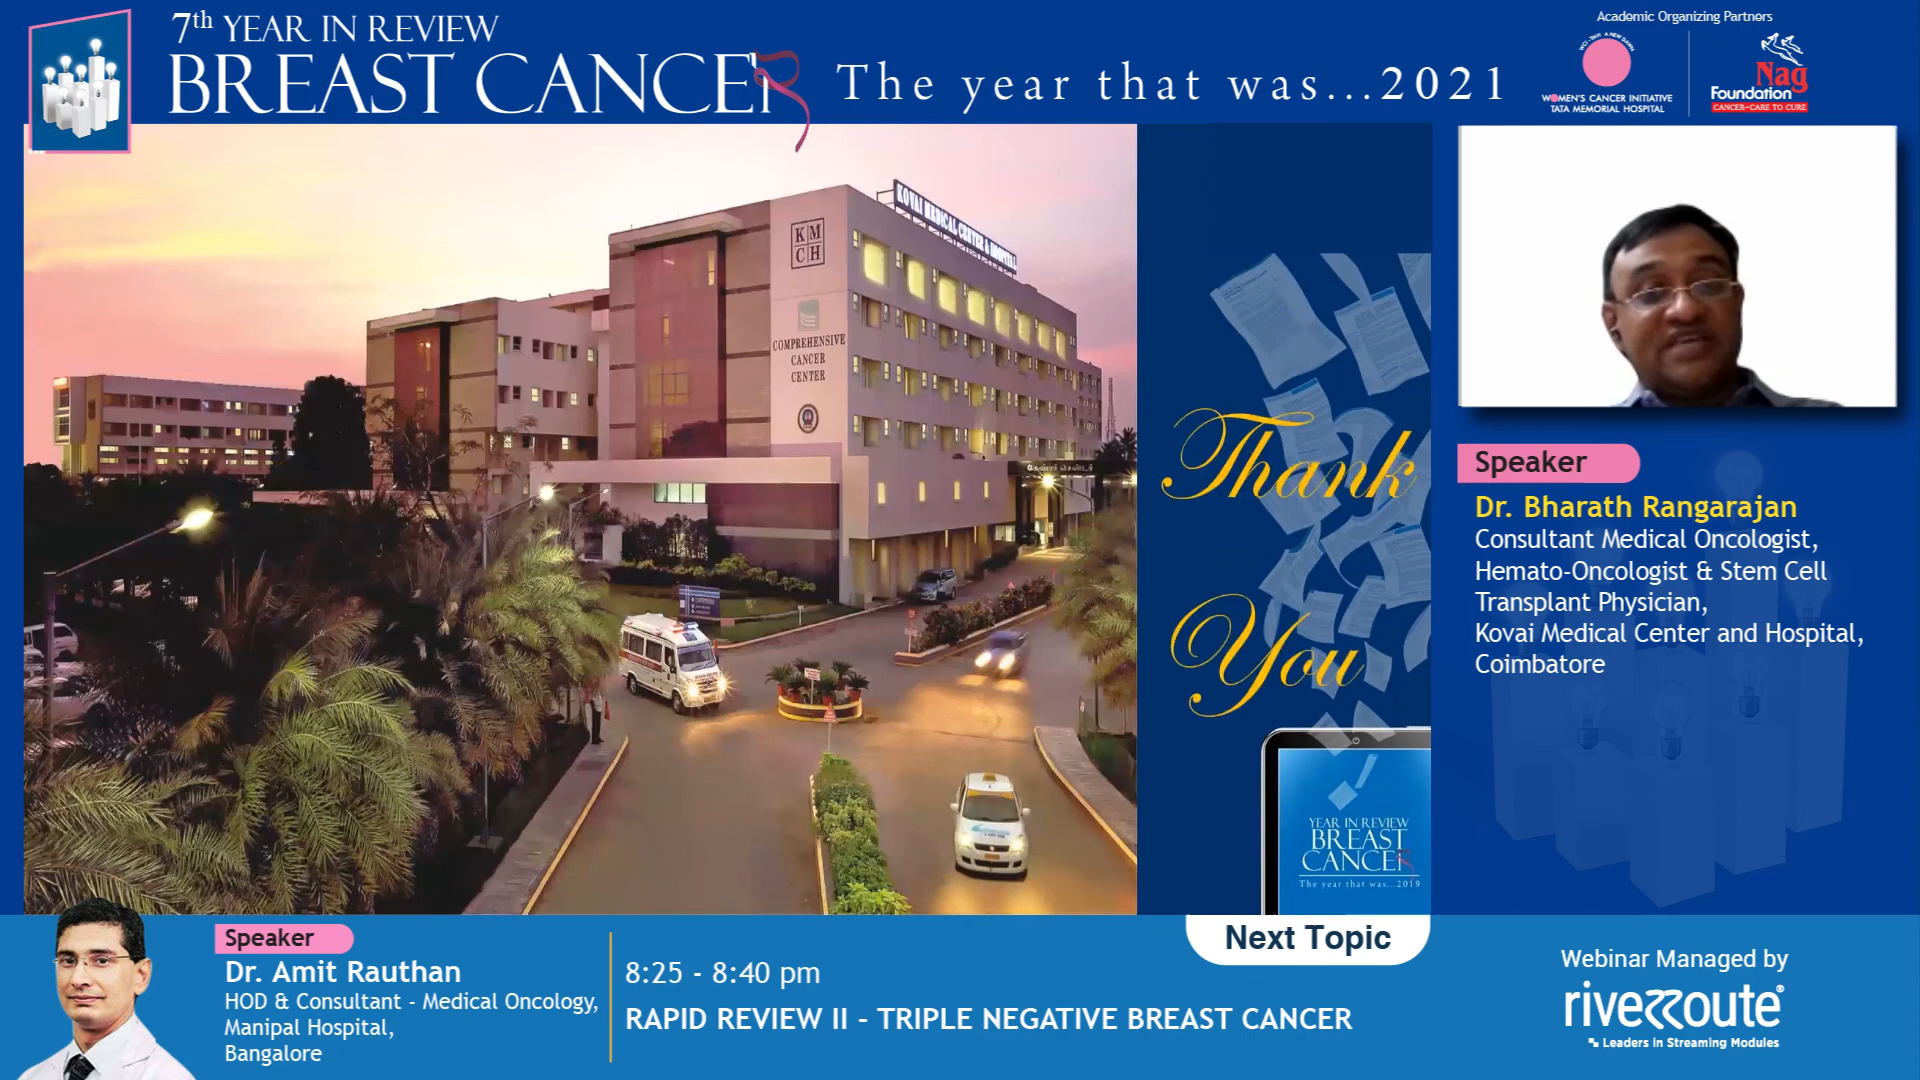 7th YEAR IN REVIEW
BREAST CANCER
The year that was...2021
Academic Organizing Partners
WOMEN'S CANCER INITIATIVE
TATA MEMORIAL HOSPITAL
Nag
Foundation
CANCER-CARE TO CURE
KOVAI MEDICAL CENTER & HOSPITAL
K M
C H
COMPREHENSIVE
CANCER
CENTER
கேன்சர் சென்டர்
Thank
You
YEAR IN REVIEW
BREAST
CANCER
The year that was...2019
Speaker
Dr. Bharath Rangarajan
Consultant Medical Oncologist,
Hemato-Oncologist & Stem Cell
Transplant Physician,
Kovai Medical Center and Hospital,
Coimbatore
Speaker
Dr. Amit Rauthan
HOD & Consultant - Medical Oncology,
Manipal Hospital,
Bangalore
Next Topic
8:25 - 8:40 pm
RAPID REVIEW II - TRIPLE NEGATIVE BREAST CANCER
Webinar Managed by
riverroute®
Leaders in Streaming Modules